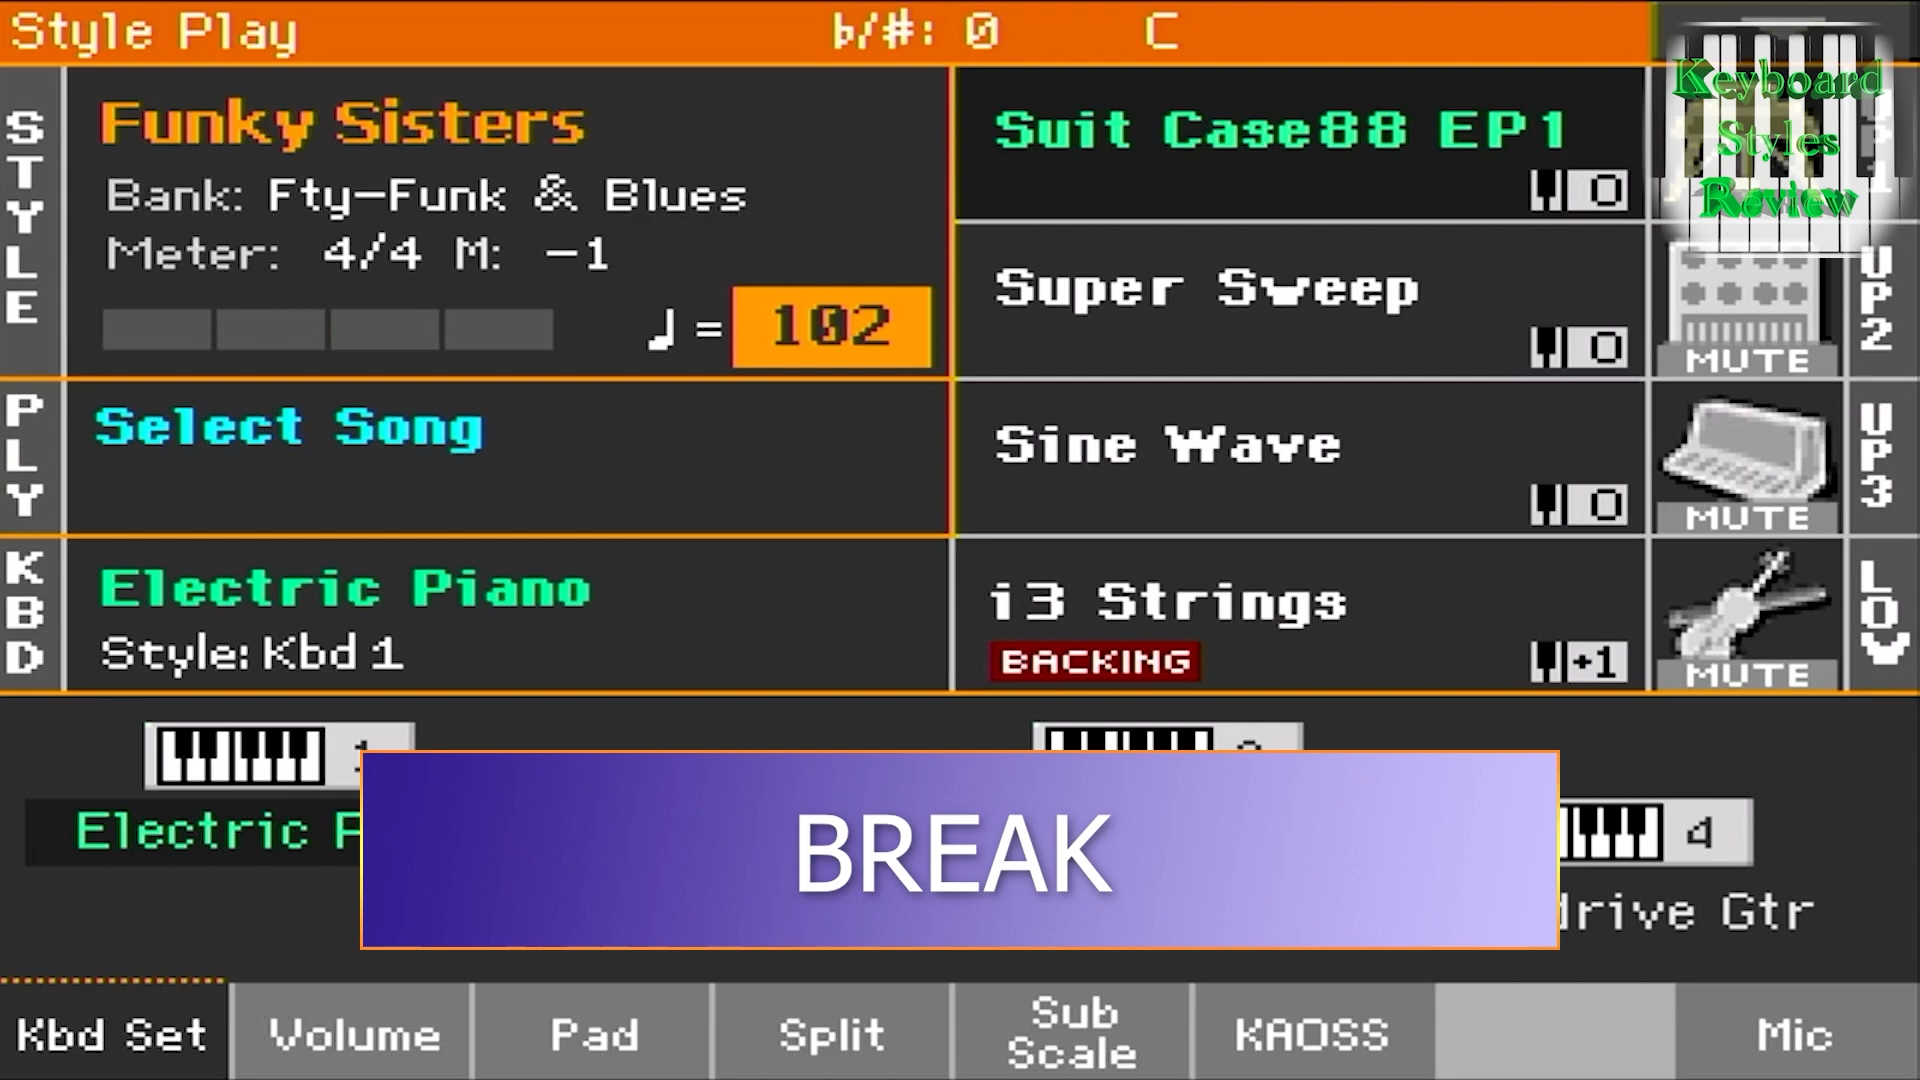 Style Play ♭/#: 0 C
Keyboard
Styles
Review
STYLE
Funky Sisters
Bank: Fty-Funk & Blues
Meter: 4/4 M: -1
♩ = 102
Suit Case88 EP1
0
Super Sweep
0
MUTE
UP2
PLY
Select Song
Sine Wave
0
MUTE
UP3
KBD
Electric Piano
Style: Kbd 1
i3 Strings
BACKING
+1
MUTE
LOW
Electric
BREAK
4
drive Gtr
Kbd Set
Volume
Pad
Split
Sub
Scale
KAOSS
Mic